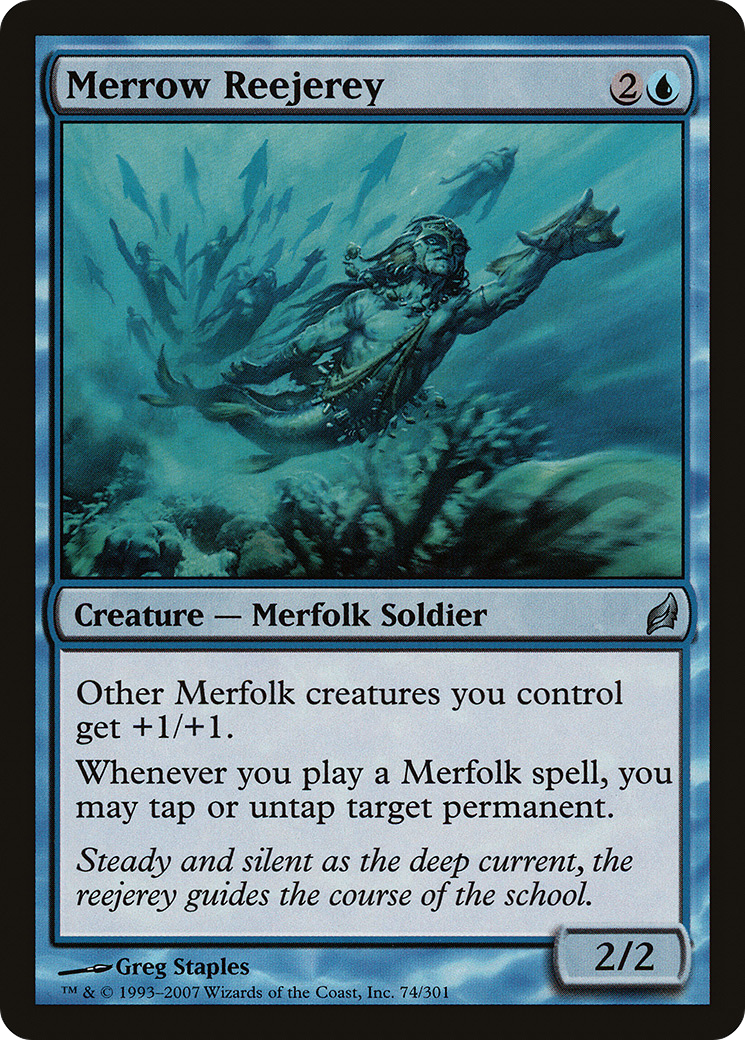 Merrow Reejerey 2
Creature — Merfolk Soldier
Other Merfolk creatures you control
get +1/+1.
Whenever you play a Merfolk spell, you
may tap or untap target permanent.
Steady and silent as the deep current, the
reejerey guides the course of the school.
2/2
Greg Staples
™ & © 1993–2007 Wizards of the Coast, Inc. 74/301